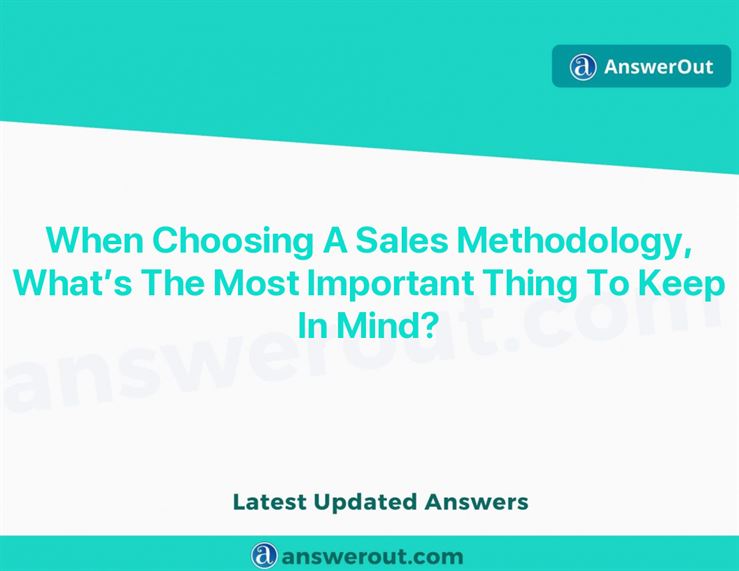 AnswerOut
When Choosing A Sales Methodology,
What's The Most Important Thing To Keep
In Mind?
answerout.com
Latest Updated Answers
answerout.com